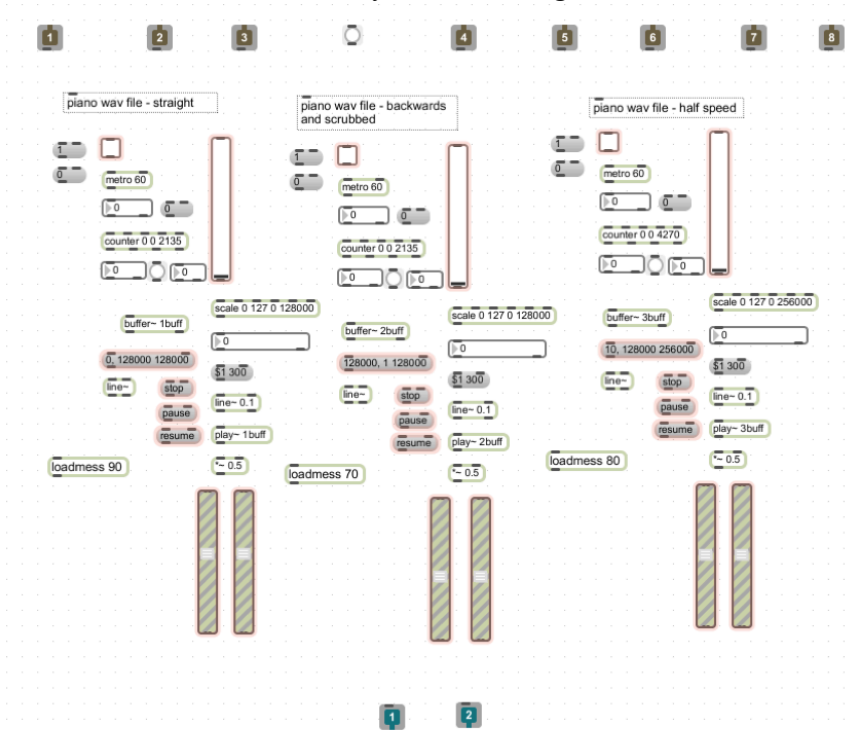 1 2 3 4 5 6 7 8
piano wav file - straight
1
0
metro 60
0 0
counter 0 0 2135
0 0
scale 0 127 0 128000
buffer~ 1buff
0
0, 128000 128000
$1 300
line~ stop
line~ 0.1
pause
resume play~ 1buff
loadmess 90
*~ 0.5
piano wav file - backwards
and scrubbed
1
0
metro 60
0 0
counter 0 0 2135
0 0
scale 0 127 0 128000
buffer~ 2buff
0
128000, 1 128000
$1 300
line~ stop
line~ 0.1
pause
resume play~ 2buff
loadmess 70
*~ 0.5
piano wav file - half speed
1
0
metro 60
0 0
counter 0 0 4270
0 0
scale 0 127 0 256000
buffer~ 3buff
0
10, 128000 256000
$1 300
line~ stop
line~ 0.1
pause
resume play~ 3buff
loadmess 80
*~ 0.5
1 2